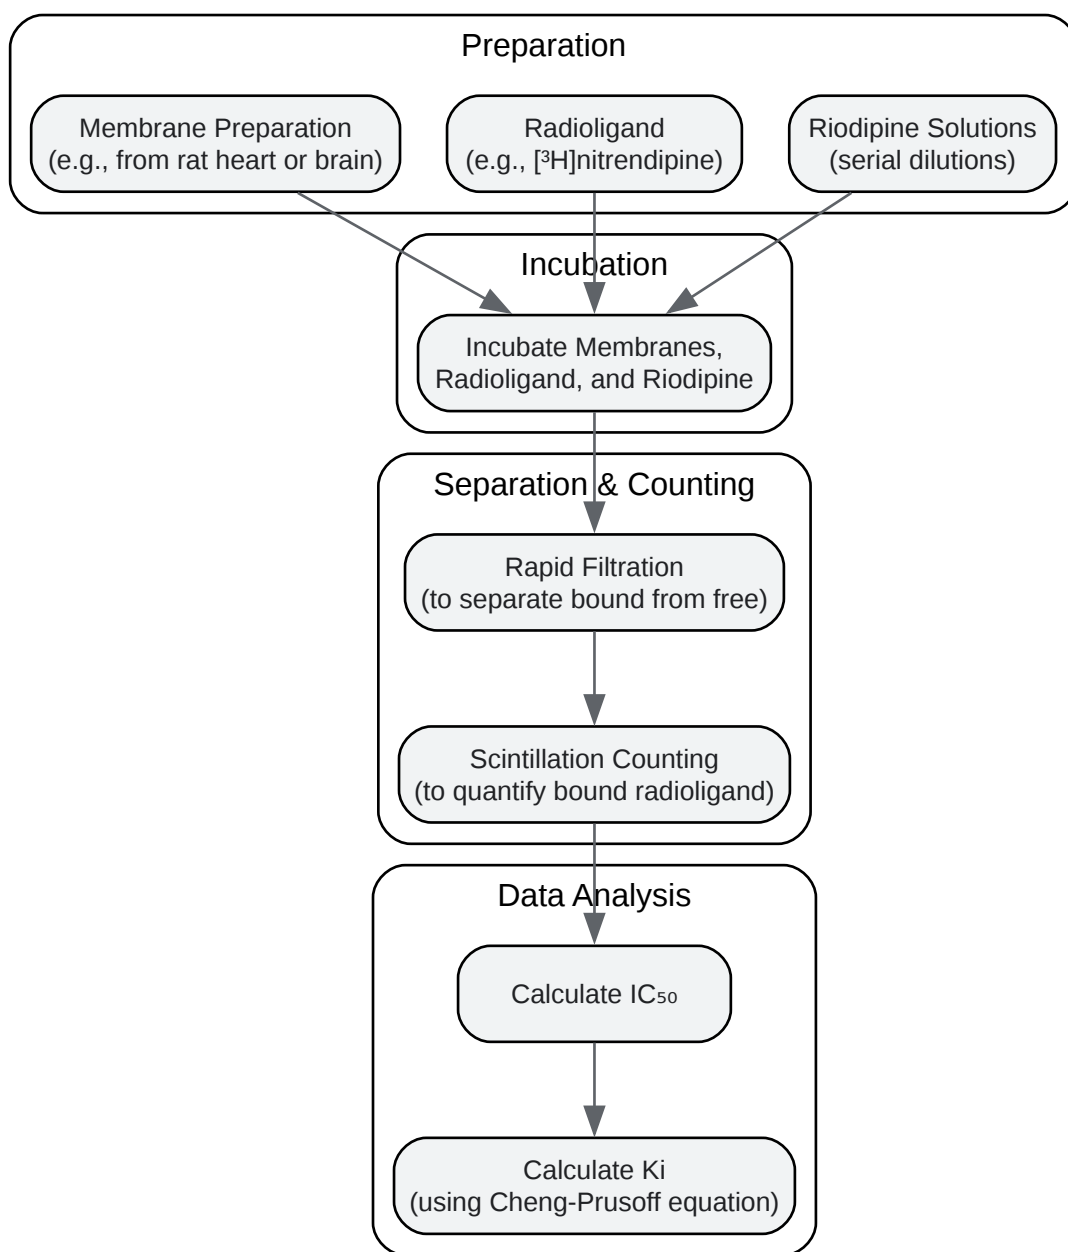 Preparation
Membrane Preparation
(e.g., from rat heart or brain)
Radioligand
(e.g., [³H]nitrendipine)
Riodipine Solutions
(serial dilutions)
Incubation
Incubate Membranes,
Radioligand, and Riodipine
Separation & Counting
Rapid Filtration
(to separate bound from free)
Scintillation Counting
(to quantify bound radioligand)
Data Analysis
Calculate IC₅₀
Calculate Ki
(using Cheng-Prusoff equation)